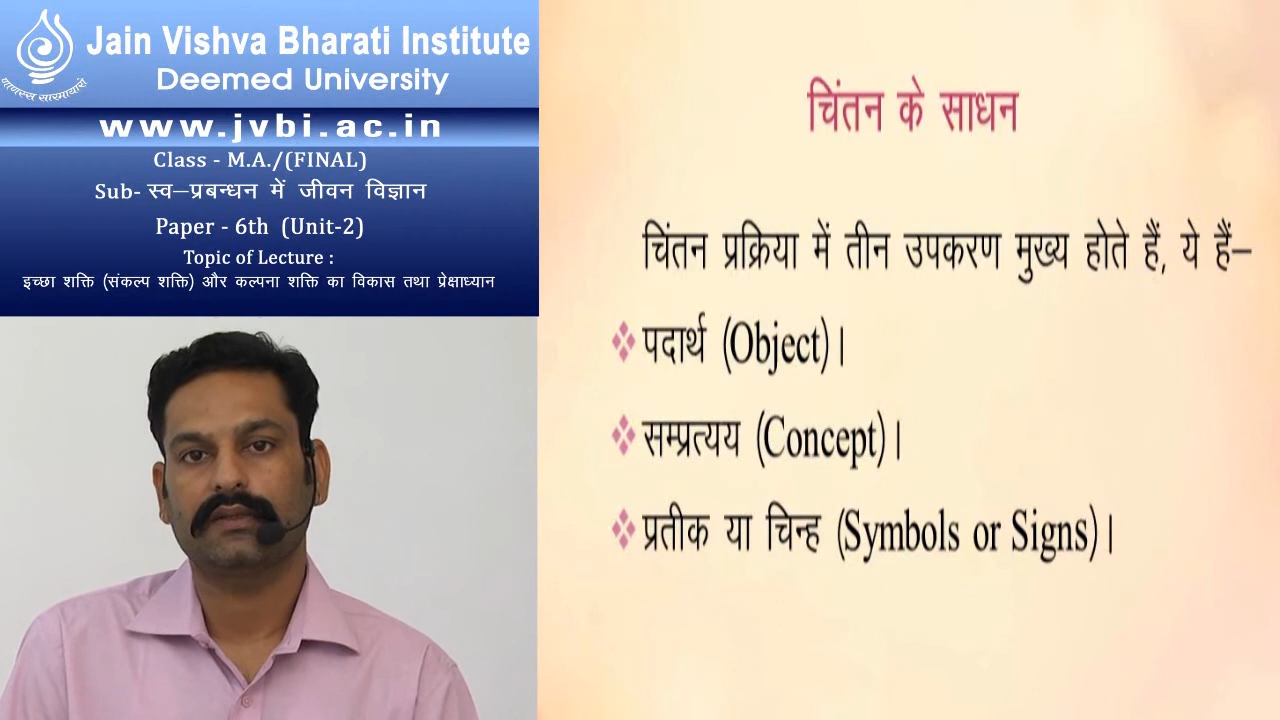 Jain Vishva Bharati Institute
Deemed University
णाणस्स सारमायारो
www.jvbi.ac.in
Class - M.A./(FINAL)
Sub- स्व–प्रबन्धन में जीवन विज्ञान
Paper - 6th (Unit-2)
Topic of Lecture :
इच्छा शक्ति (संकल्प शक्ति) और कल्पना शक्ति का विकास तथा प्रेक्षाध्यान
चिंतन के साधन
चिंतन प्रक्रिया में तीन उपकरण मुख्य होते हैं, ये हैं–
पदार्थ (Object)।
सम्प्रत्यय (Concept)।
प्रतीक या चिन्ह (Symbols or Signs)।